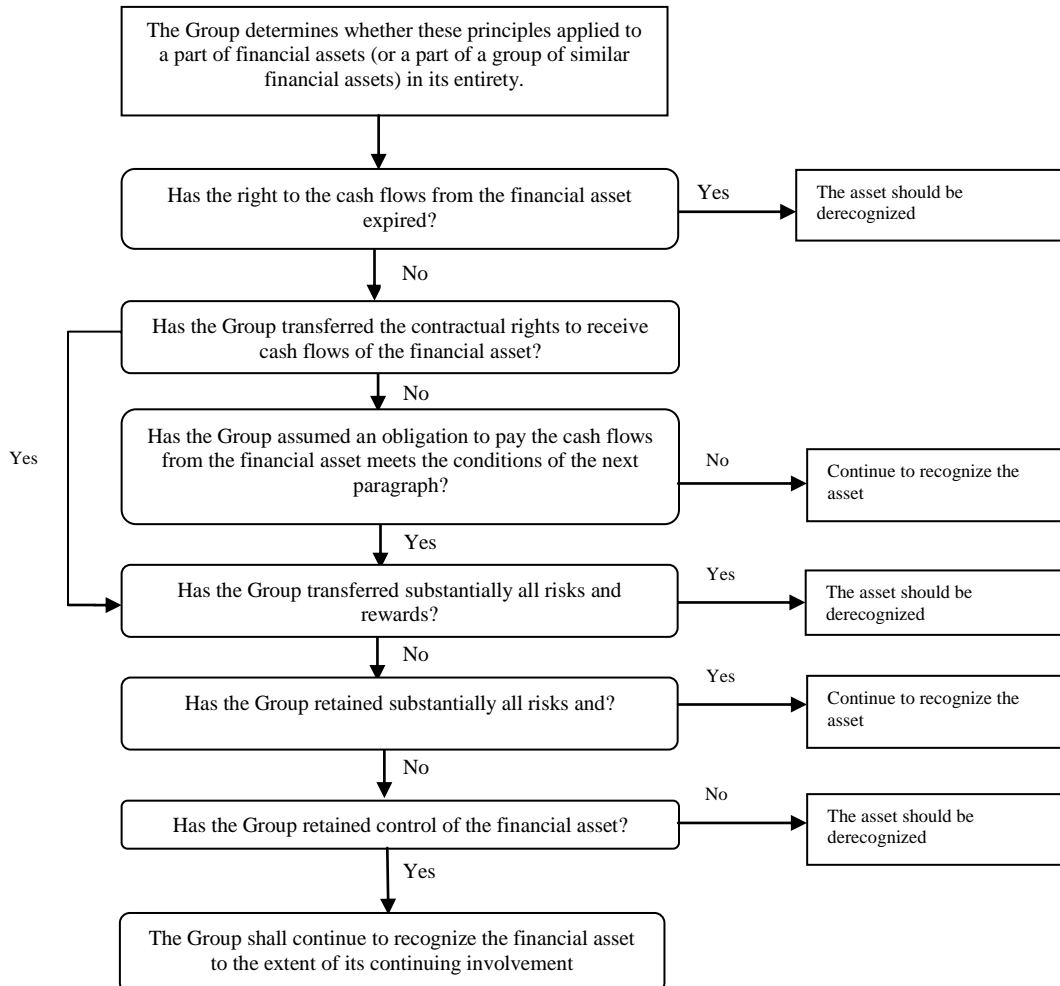 The Group determines whether these principles applied to
a part of financial assets (or a part of a group of similar
financial assets) in its entirety.
Has the right to the cash flows from the financial asset
expired?
Yes
The asset should be
derecognized
No
Has the Group transferred the contractual rights to receive
cash flows of the financial asset?
No
Yes
Has the Group assumed an obligation to pay the cash flows
from the financial asset meets the conditions of the next
paragraph?
No
Continue to recognize the
asset
Yes
Has the Group transferred substantially all risks and
rewards?
Yes
The asset should be
derecognized
No
Has the Group retained substantially all risks and?
Yes
Continue to recognize the
asset
No
Has the Group retained control of the financial asset?
No
The asset should be
derecognized
Yes
The Group shall continue to recognize the financial asset
to the extent of its continuing involvement